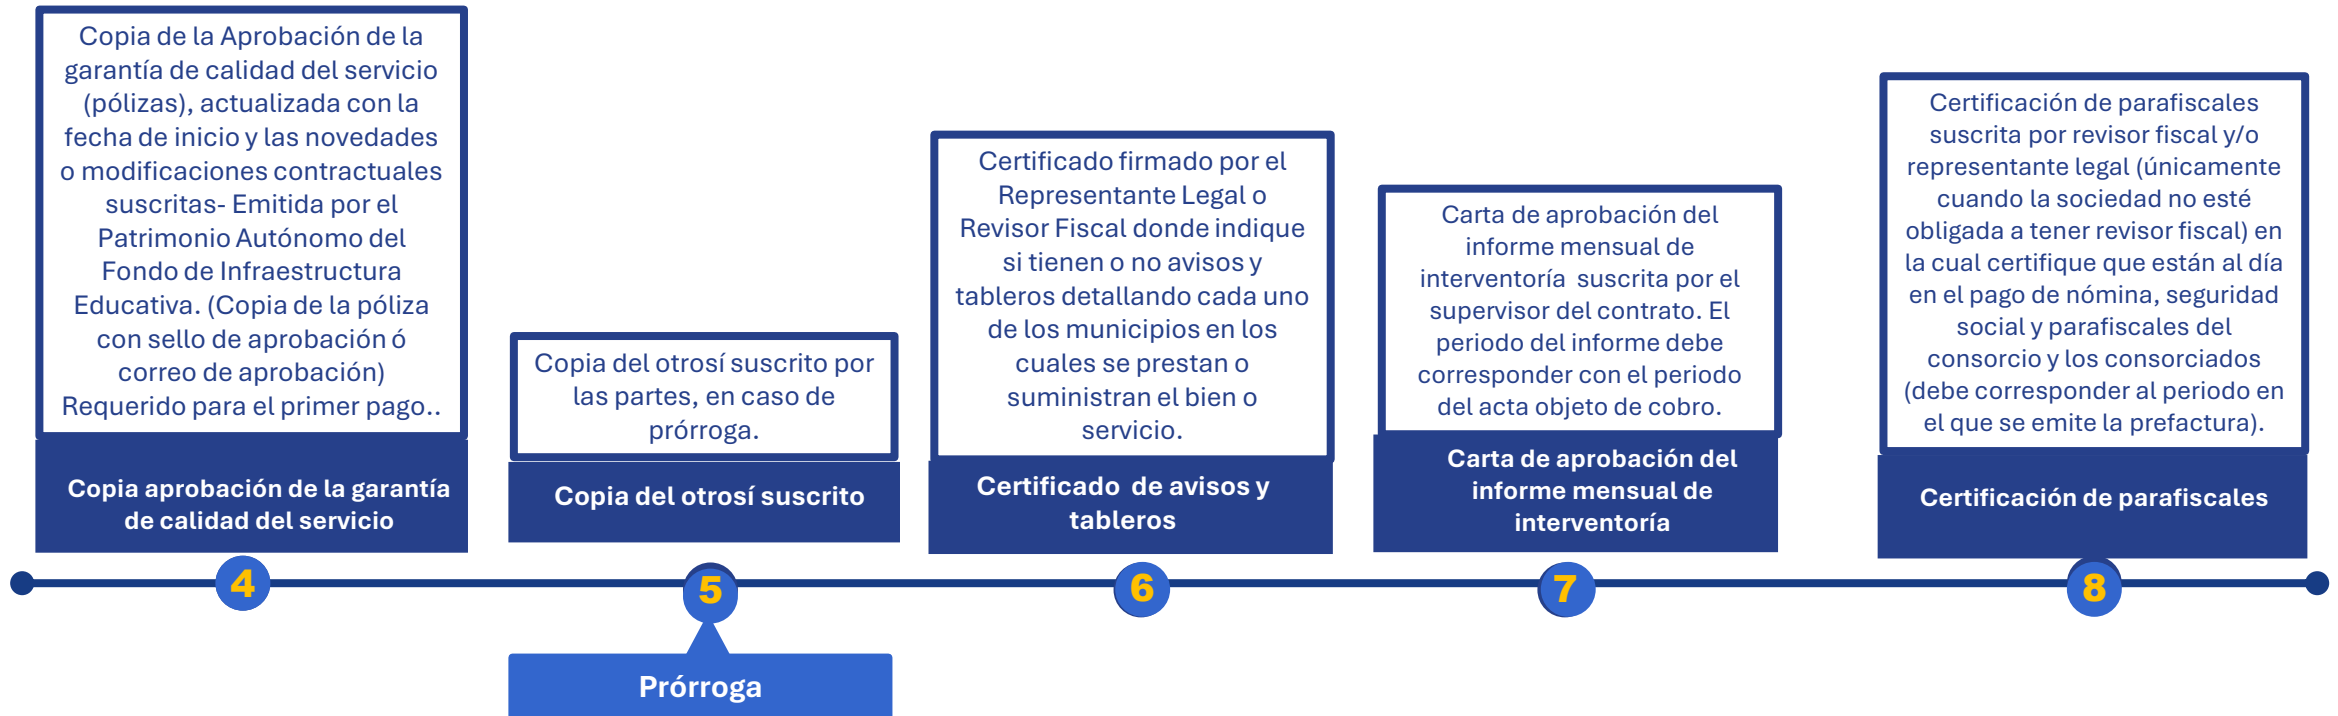 Copia de la Aprobación de la
garantía de calidad del servicio
(pólizas), actualizada con la
fecha de inicio y las novedades
o modificaciones contractuales
suscritas- Emitida por el
Patrimonio Autónomo del
Fondo de Infraestructura
Educativa. (Copia de la póliza
con sello de aprobación ó
correo de aprobación)
Requerido para el primer pago..
Copia aprobación de la garantía
de calidad del servicio
4
Copia del otrosí suscrito por
las partes, en caso de
prórroga.
Copia del otrosí suscrito
5
Prórroga
Certificado firmado por el
Representante Legal o
Revisor Fiscal donde indique
si tienen o no avisos y
tableros detallando cada uno
de los municipios en los
cuales se prestan o
suministran el bien o
servicio.
Certificado de avisos y
tableros
6
Carta de aprobación del
informe mensual de
interventoría suscrita por el
supervisor del contrato. El
periodo del informe debe
corresponder con el periodo
del acta objeto de cobro.
Carta de aprobación del
informe mensual de
interventoría
7
Certificación de parafiscales
suscrita por revisor fiscal y/o
representante legal (únicamente
cuando la sociedad no esté
obligada a tener revisor fiscal) en
la cual certifique que están al día
en el pago de nómina, seguridad
social y parafiscales del
consorcio y los consorciados
(debe corresponder al periodo en
el que se emite la prefactura).
Certificación de parafiscales
8